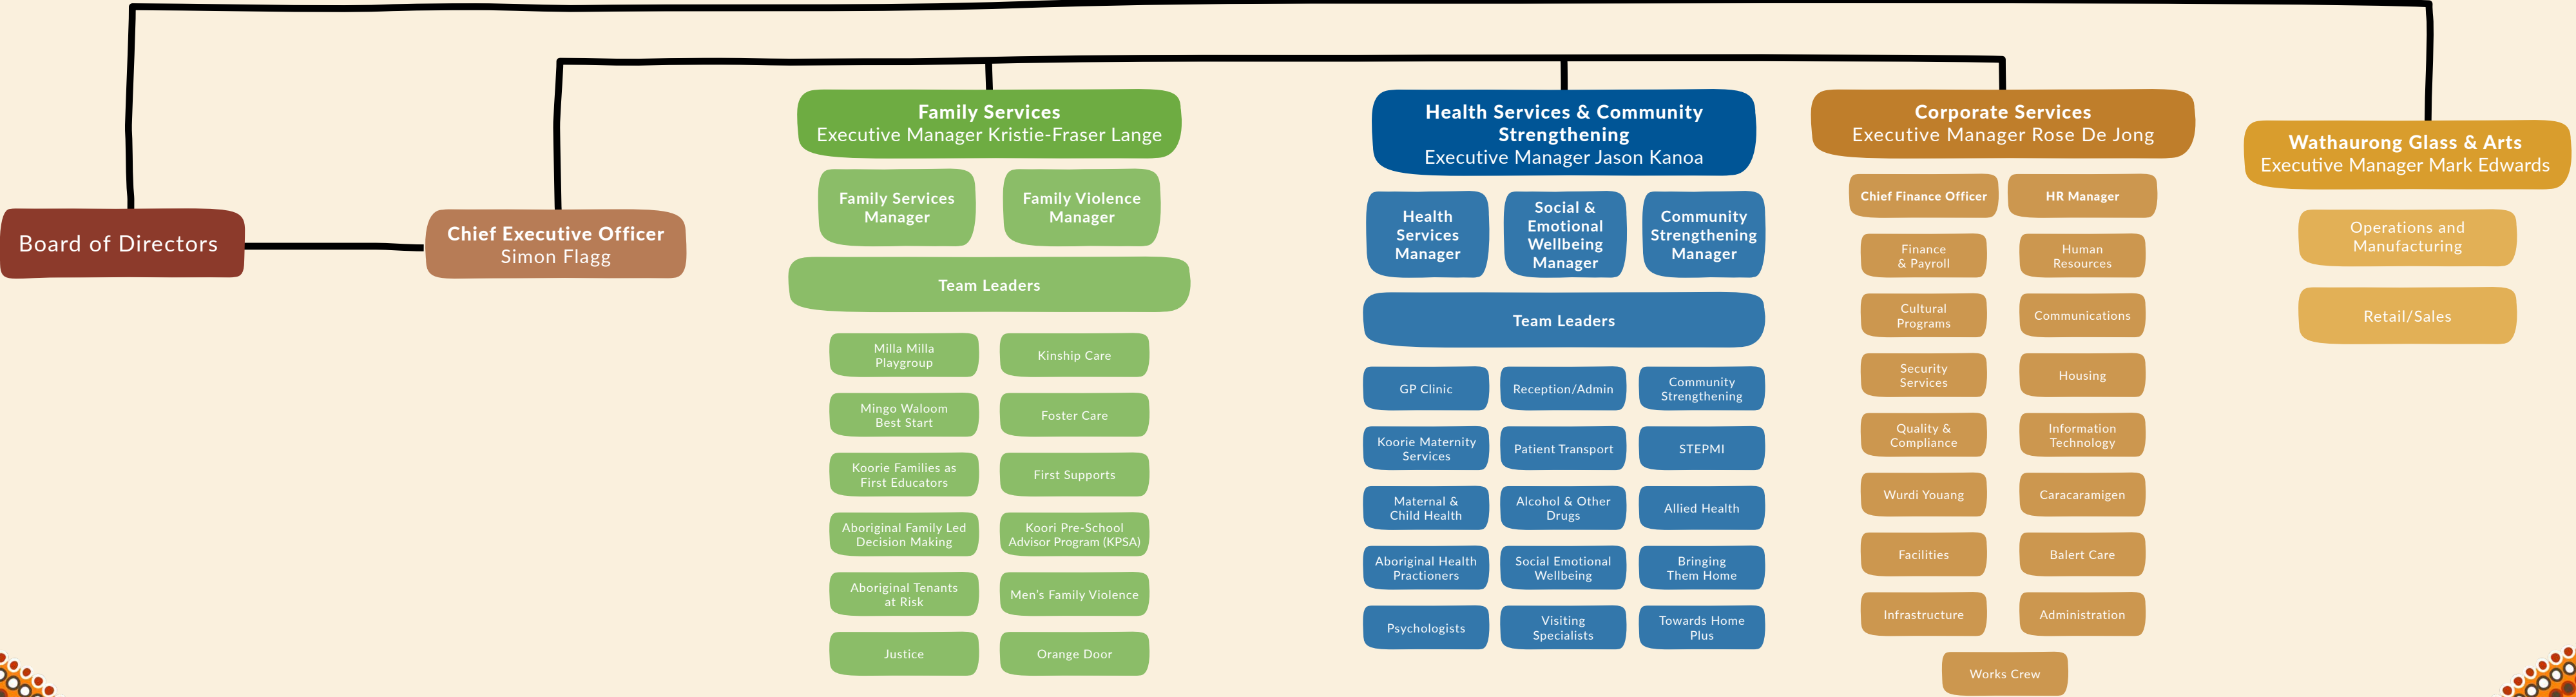 Board of Directors
Chief Executive Officer
Simon Flagg
Family Services
Executive Manager Kristie-Fraser Lange
Family Services
Manager
Family Violence
Manager
Team Leaders
Milla Milla
Playgroup
Kinship Care
Mingo Waloom
Best Start
Foster Care
Koorie Families as
First Educators
First Supports
Aboriginal Family Led
Decision Making
Koori Pre-School
Advisor Program (KPSA)
Aboriginal Tenants
at Risk
Men's Family Violence
Justice
Orange Door
Health Services & Community
Strengthening
Executive Manager Jason Kanoa
Health
Services
Manager
Social &
Emotional
Wellbeing
Manager
Community
Strengthening
Manager
Team Leaders
GP Clinic
Reception/Admin
Community
Strengthening
Koorie Maternity
Services
Patient Transport
STEPMI
Maternal &
Child Health
Alcohol & Other
Drugs
Allied Health
Aboriginal Health
Practioners
Social Emotional
Wellbeing
Bringing
Them Home
Psychologists
Visiting
Specialists
Towards Home
Plus
Corporate Services
Executive Manager Rose De Jong
Chief Finance Officer
HR Manager
Finance
& Payroll
Human
Resources
Cultural
Programs
Communications
Security
Services
Housing
Quality &
Compliance
Information
Technology
Wurdi Youang
Caracaramigen
Facilities
Balert Care
Infrastructure
Administration
Works Crew
Wathaurong Glass & Arts
Executive Manager Mark Edwards
Operations and
Manufacturing
Retail/Sales